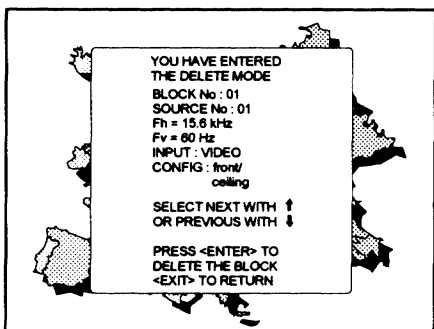 YOU HAVE ENTERED
THE DELETE MODE
BLOCK No : 01
SOURCE No : 01
Fh = 15.6 kHz
Fv = 60 Hz
INPUT : VIDEO
CONFIG : front/
ceiling
SELECT NEXT WITH ⬆
OR PREVIOUS WITH ⬇
PRESS <ENTER> TO
DELETE THE BLOCK
<EXIT> TO RETURN